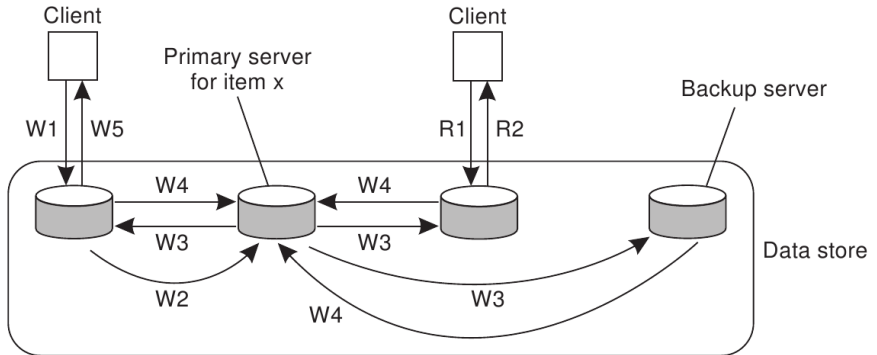 Client
Client
Primary server
for item x
Backup server
W1
W5
R1
R2
W4
W4
W3
W3
Data store
W2
W3
W4